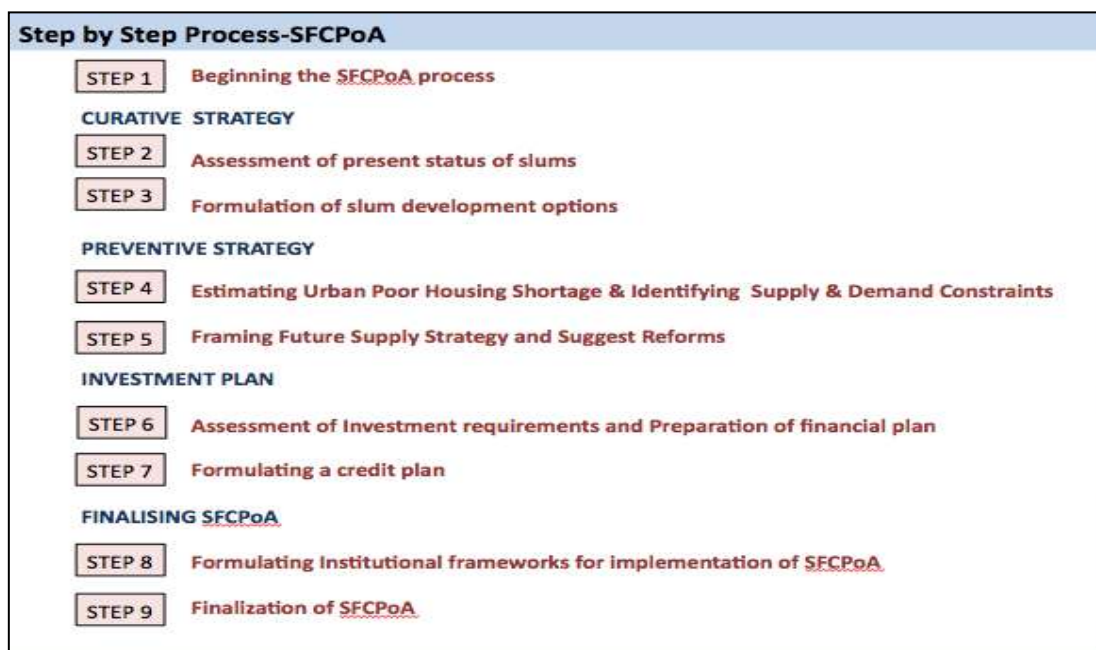 Step by Step Process-SFCPoA
STEP 1 Beginning the SFCPoA process
CURATIVE STRATEGY
STEP 2 Assessment of present status of slums
STEP 3 Formulation of slum development options
PREVENTIVE STRATEGY
STEP 4 Estimating Urban Poor Housing Shortage & Identifying Supply & Demand Constraints
STEP 5 Framing Future Supply Strategy and Suggest Reforms
INVESTMENT PLAN
STEP 6 Assessment of Investment requirements and Preparation of financial plan
STEP 7 Formulating a credit plan
FINALISING SFCPoA
STEP 8 Formulating Institutional frameworks for implementation of SFCPoA
STEP 9 Finalization of SFCPoA